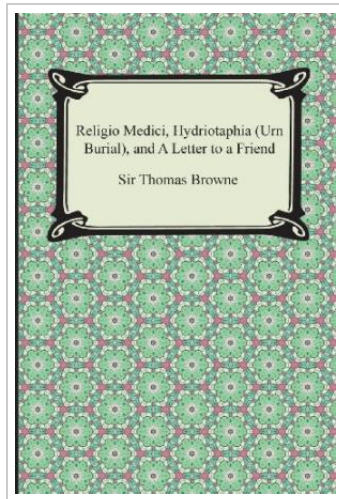 Religio Medici, Hydriotaphia (Urn
Burial), and A Letter to a Friend
Sir Thomas Browne